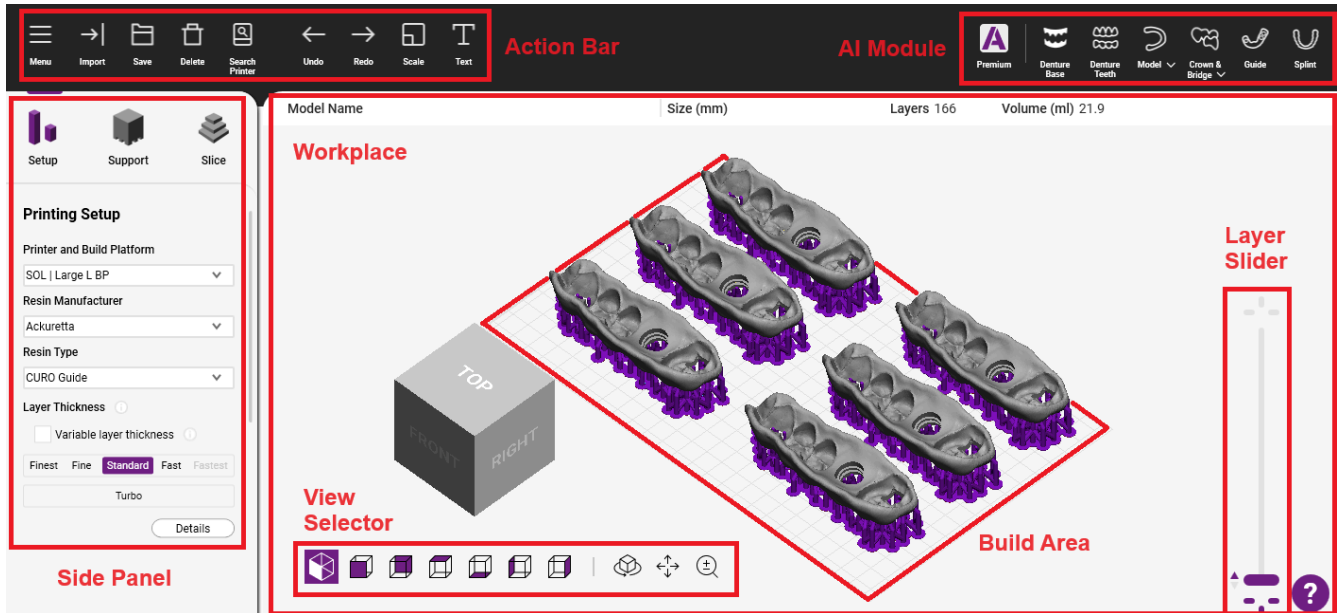 Menu
Import
Save
Delete
Search
Printer
Undo
Redo
Scale
Text
Action Bar
AI Module
A
Premium
Denture
Base
Denture
Teeth
Model
Crown &
Bridge
Guide
Splint
Setup
Support
Slice
Model Name
Size (mm)
Layers 166
Volume (ml) 21.9
Workplace
Printing Setup
Printer and Build Platform
SOL | Large L BP
Resin Manufacturer
Ackuretta
Resin Type
CURO Guide
Layer Thickness
Variable layer thickness
Finest Fine Standard Fast Fastest
Turbo
Details
Side Panel
TOP
FRONT
RIGHT
View
Selector
Build Area
Layer
Slider
?